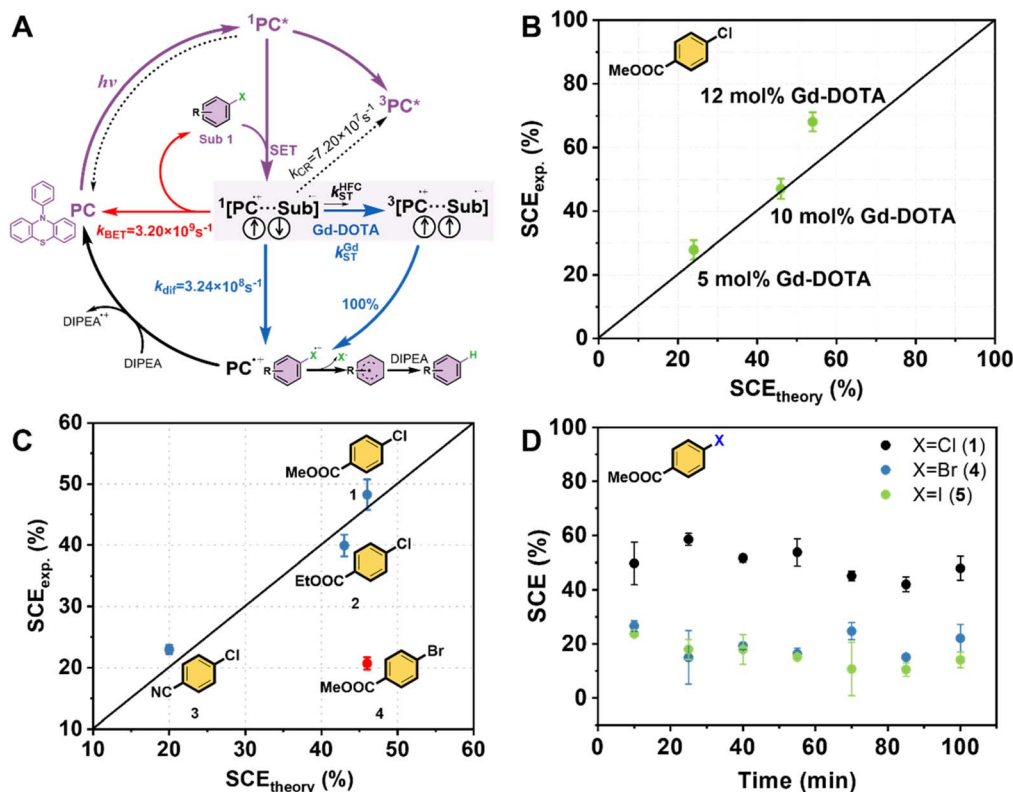 A
¹PC*
hν
³PC*
X
R
Sub 1
SET
k_CR=7.20×10⁷s⁻¹
PC
N
S
k_BET=3.20×10⁹s⁻¹
¹[PC•⁺···Sub•⁻]
k_ST^HFC
Gd-DOTA
k_ST^Gd
³[PC•⁺···Sub•⁻]
k_dif=3.24×10⁸s⁻¹
100%
DIPEA•⁺
DIPEA
PC•⁺
R
X•⁻
X⁻
R
DIPEA
R
H
B
SCE_exp. (%)
100
80
60
40
20
0
Cl
MeOOC
12 mol% Gd-DOTA
10 mol% Gd-DOTA
5 mol% Gd-DOTA
0 20 40 60 80 100
SCE_theory (%)
C
SCE_exp. (%)
60
50
40
30
20
10
Cl
MeOOC
1
Cl
EtOOC
2
Cl
NC
3
Br
MeOOC
4
10 20 30 40 50 60
SCE_theory (%)
D
SCE (%)
100
80
60
40
20
0
X
MeOOC
X=Cl (1)
X=Br (4)
X=I (5)
0 20 40 60 80 100
Time (min)